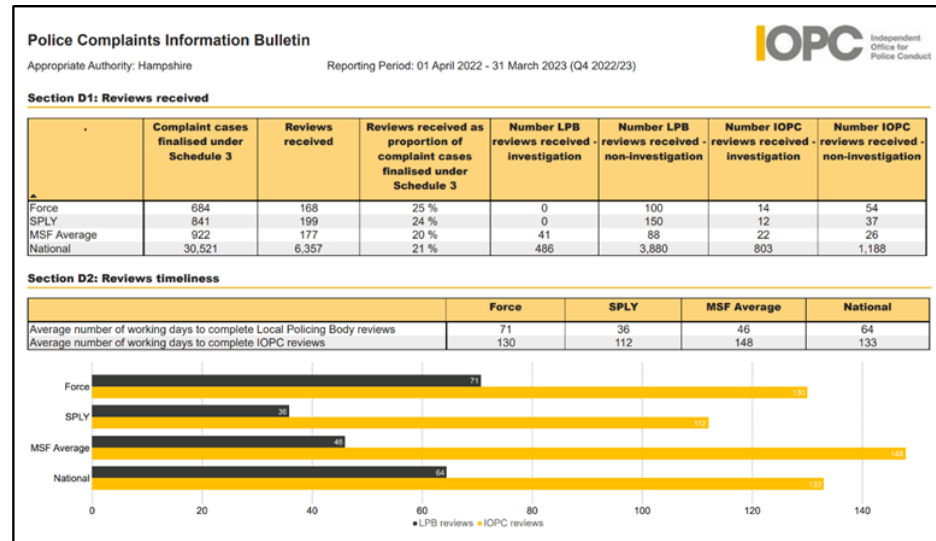 Police Complaints Information Bulletin
IOPC Independent Office for Police Conduct
Appropriate Authority: Hampshire Reporting Period: 01 April 2022 - 31 March 2023 (Q4 2022/23)
Section D1: Reviews received
. Complaint cases finalised under Schedule 3 Reviews received Reviews received as proportion of complaint cases finalised under Schedule 3 Number LPB reviews received - investigation Number LPB reviews received - non-investigation Number IOPC reviews received - investigation Number IOPC reviews received - non-investigation
Force 684 168 25 % 0 100 14 54
SPLY 841 199 24 % 0 150 12 37
MSF Average 922 177 20 % 41 88 22 26
National 30,521 6,357 21 % 486 3,880 803 1,188
Section D2: Reviews timeliness
Force SPLY MSF Average National
Average number of working days to complete Local Policing Body reviews 71 36 46 64
Average number of working days to complete IOPC reviews 130 112 148 133
Force 71 130
SPLY 36 112
MSF Average 46 148
National 64 133
0 20 40 60 80 100 120 140
LPB reviews IOPC reviews